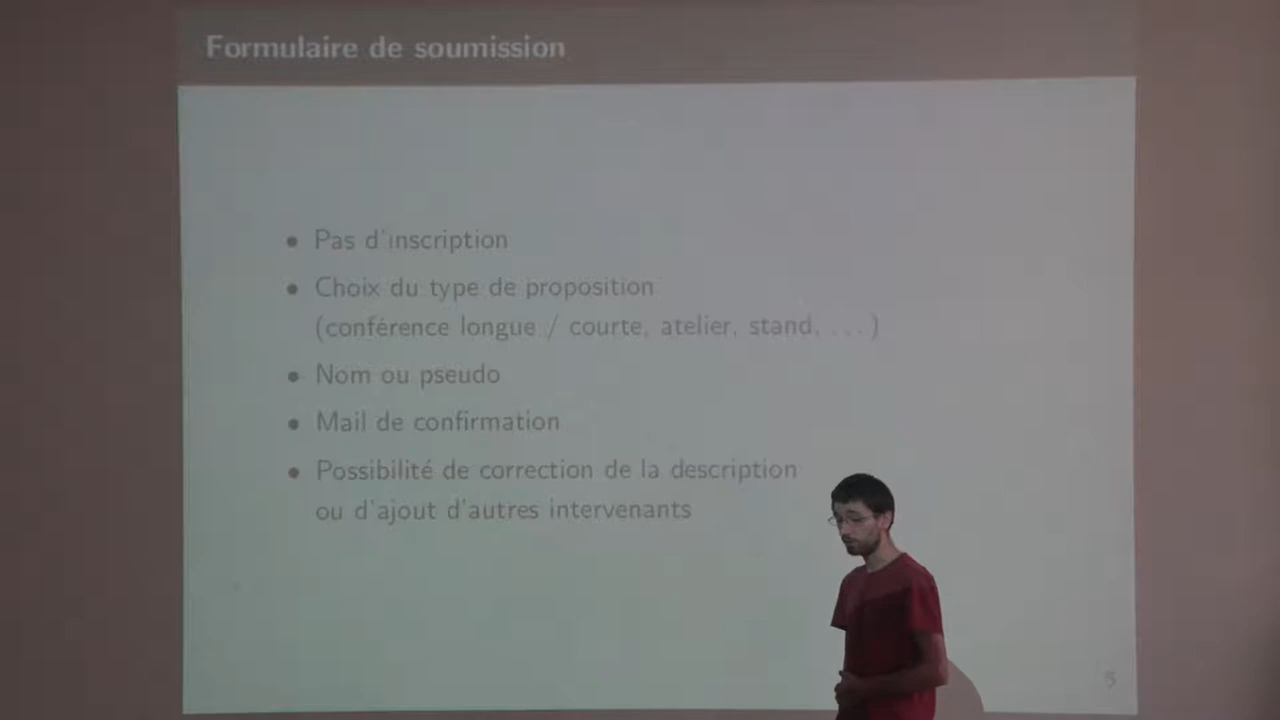 Formulaire de soumission
• Pas d'inscription
• Choix du type de proposition
(conférence longue / courte, atelier, stand, ...)
• Nom ou pseudo
• Mail de confirmation
• Possibilité de correction de la description
ou d'ajout d'autres intervenants
5